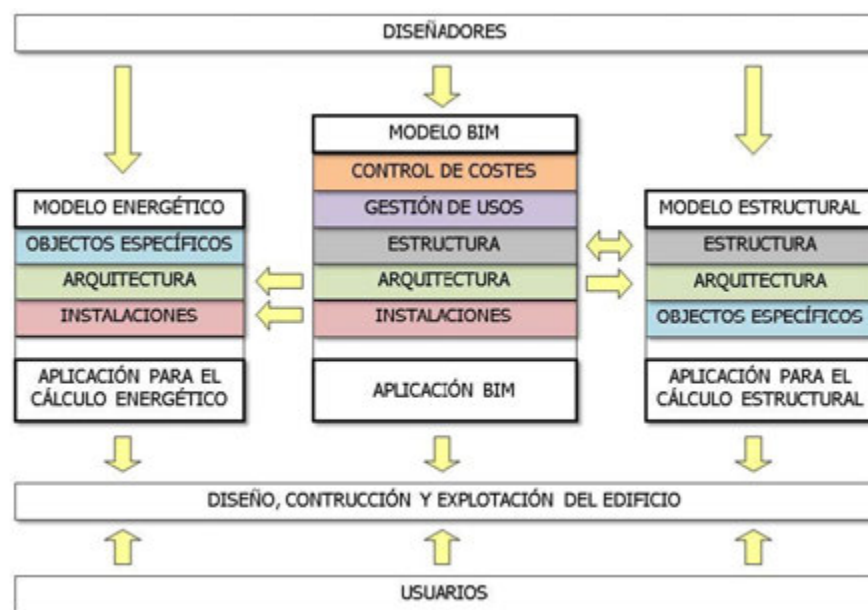 DISEÑADORES
MODELO BIM
CONTROL DE COSTES
MODELO ENERGÉTICO
GESTIÓN DE USOS
MODELO ESTRUCTURAL
OBJECTOS ESPECÍFICOS
ESTRUCTURA
ESTRUCTURA
ARQUITECTURA
ARQUITECTURA
ARQUITECTURA
INSTALACIONES
INSTALACIONES
OBJECTOS ESPECÍFICOS
APLICACIÓN PARA EL
CÁLCULO ENERGÉTICO
APLICACIÓN BIM
APLICACIÓN PARA EL
CÁLCULO ESTRUCTURAL
DISEÑO, CONTRUCCIÓN Y EXPLOTACIÓN DEL EDIFICIO
USUARIOS